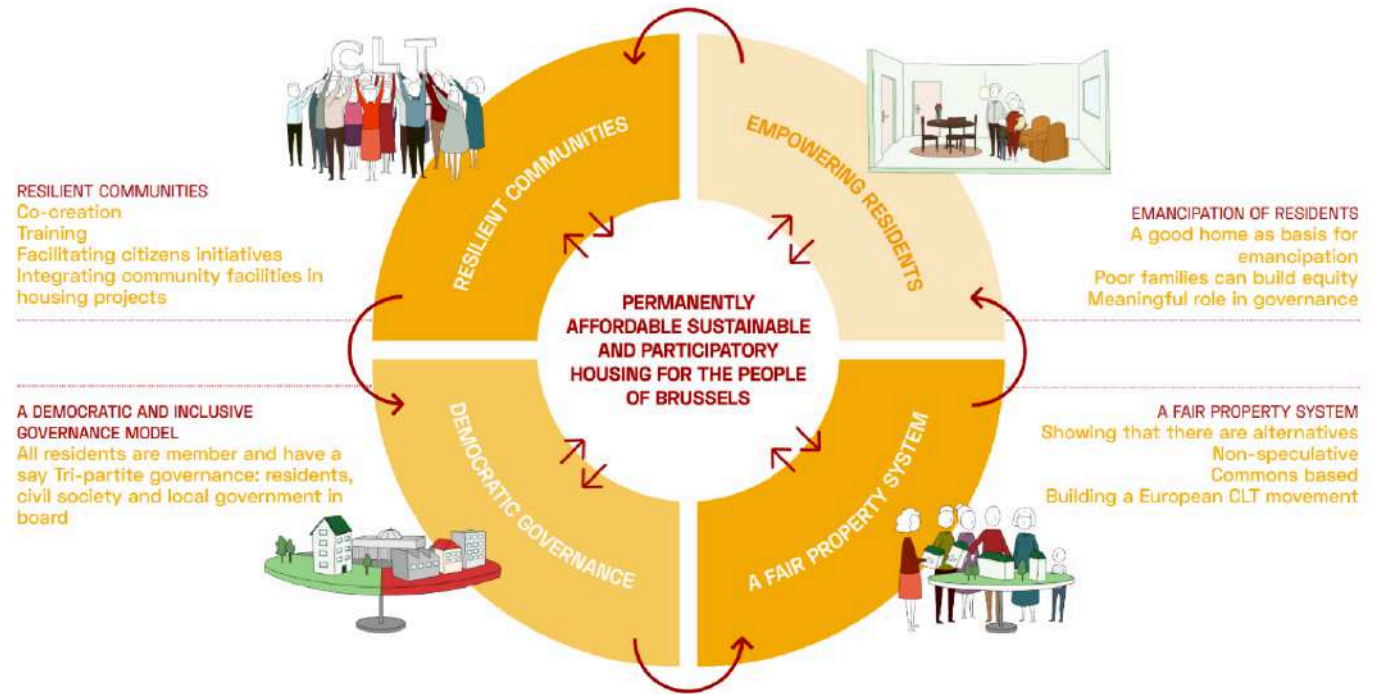 CLT
RESILIENT COMMUNITIES
EMPOWERING RESIDENTS
RESILIENT COMMUNITIES
Co-creation
Training
Facilitating citizens initiatives
Integrating community facilities in
housing projects
EMANCIPATION OF RESIDENTS
A good home as basis for
emancipation
Poor families can build equity
Meaningful role in governance
PERMANENTLY
AFFORDABLE SUSTAINABLE
AND PARTICIPATORY
HOUSING FOR THE PEOPLE
OF BRUSSELS
A DEMOCRATIC AND INCLUSIVE
GOVERNANCE MODEL
All residents are member and have a
say Tri-partite governance: residents,
civil society and local government in
board
DEMOCRATIC GOVERNANCE
A FAIR PROPERTY SYSTEM
A FAIR PROPERTY SYSTEM
Showing that there are alternatives
Non-speculative
Commons based
Building a European CLT movement